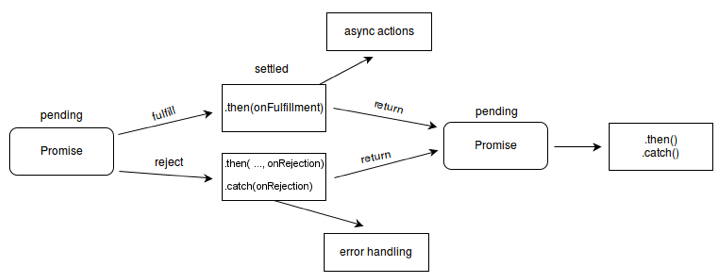 async actions
settled
pending
fulfill
.then(onFulfillment)
return
pending
Promise
reject
.then( ..., onRejection)
.catch(onRejection)
return
Promise
.then()
.catch()
error handling